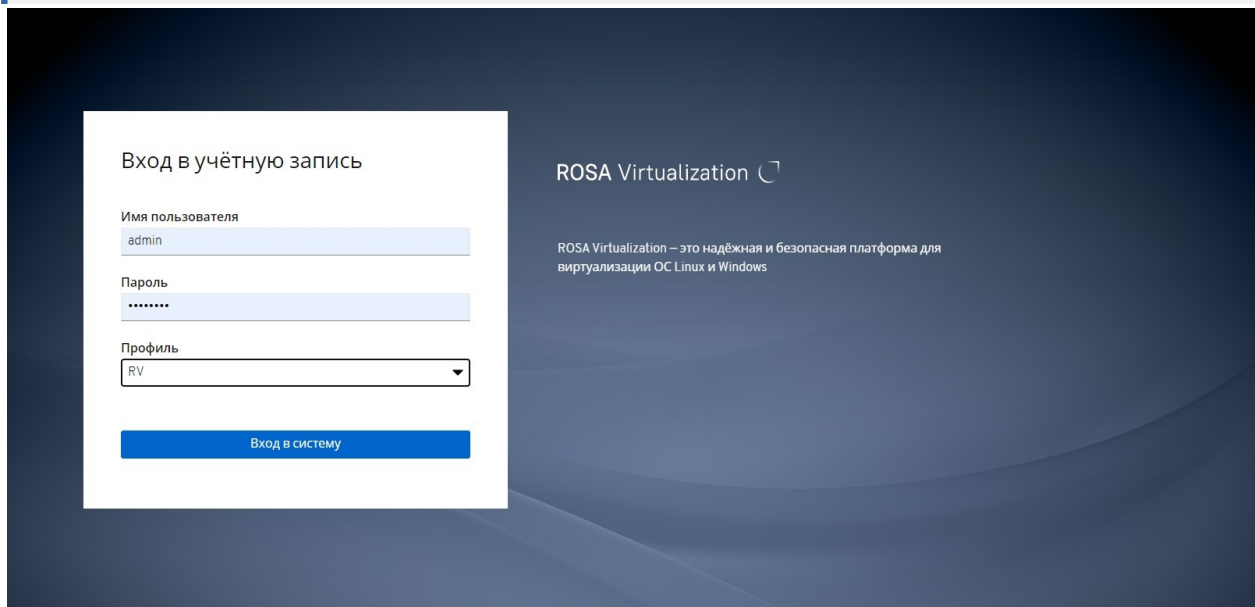 Вход в учётную запись
Имя пользователя
admin
Пароль
••••••••
Профиль
RV
Вход в систему
ROSA Virtualization
ROSA Virtualization – это надёжная и безопасная платформа для
виртуализации ОС Linux и Windows